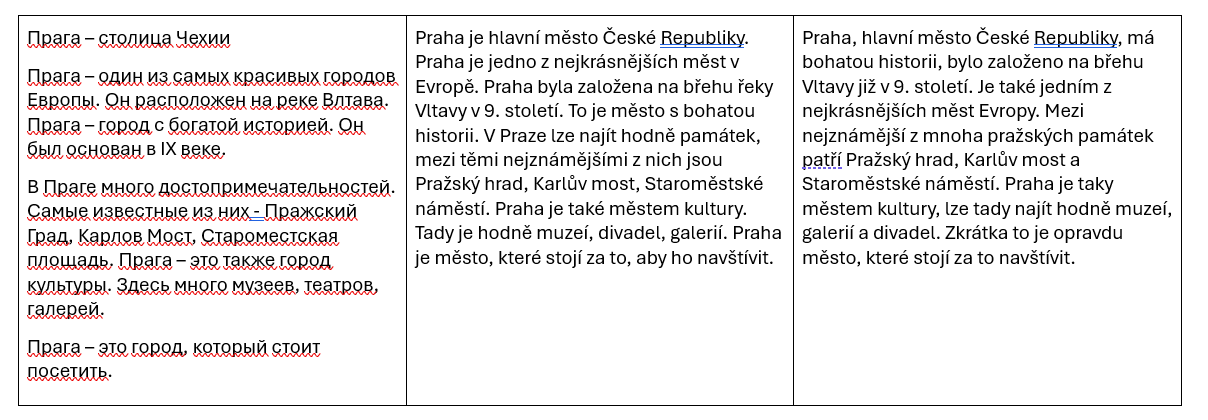 Прага – столица Чехии
Прага – один из самых красивых городов
Европы. Он расположен на реке Влтава.
Прага – город с богатой историей. Он
был основан в IX веке.
В Праге много достопримечательностей.
Самые известные из них - Пражский
Град, Карлов Мост, Староместская
площадь. Прага – это также город
культуры. Здесь много музеев, театров,
галерей.
Прага – это город, который стоит
посетить.
Praha je hlavní město České Republiky.
Praha je jedno z nejkrásnějších měst v
Evropě. Praha byla založena na břehu řeky
Vltavy v 9. století. To je město s bohatou
historii. V Praze lze najít hodně památek,
mezi těmi nejznámějšími z nich jsou
Pražský hrad, Karlův most, Staroměstské
náměstí. Praha je také městem kultury.
Tady je hodně muzeí, divadel, galerií. Praha
je město, které stojí za to, aby ho navštívit.
Praha, hlavní město České Republiky, má
bohatou historii, bylo založeno na břehu
Vltavy již v 9. století. Je také jedním z
nejkrásnějších měst Evropy. Mezi
nejznámější z mnoha pražských památek
patří Pražský hrad, Karlův most a
Staroměstské náměstí. Praha je taky
městem kultury, lze tady najít hodně muzeí,
galerií a divadel. Zkrátka to je opravdu
město, které stojí za to navštívit.